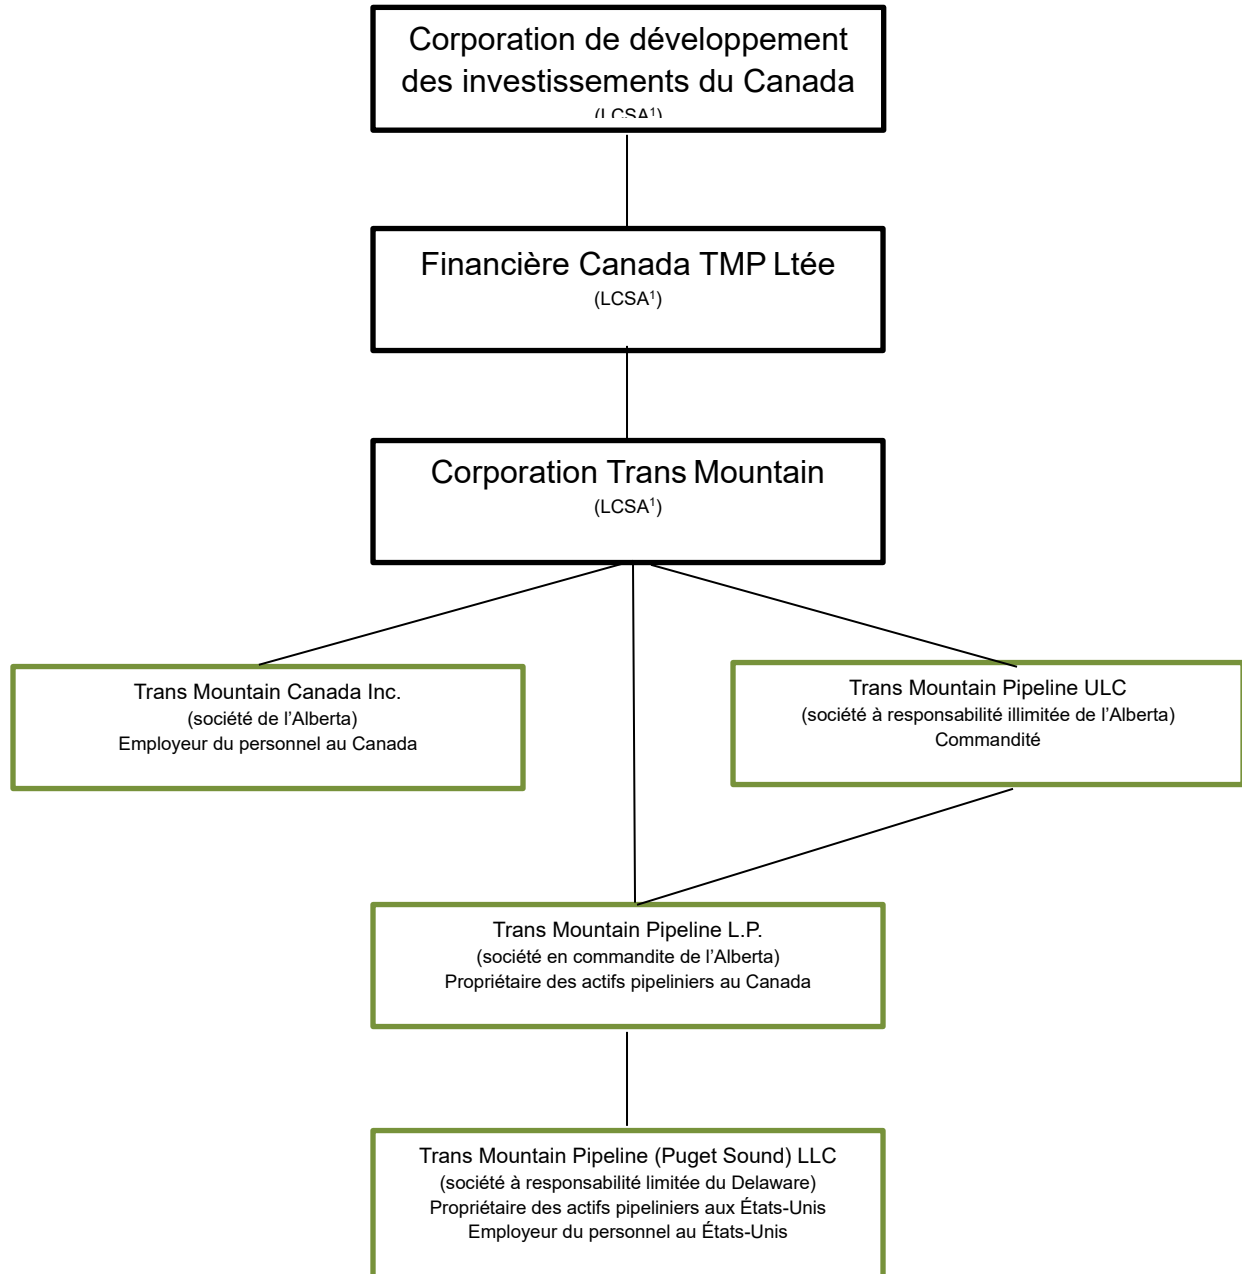 Corporation de développement
des investissements du Canada
(LCSA¹)
Financière Canada TMP Ltée
(LCSA¹)
Corporation Trans Mountain
(LCSA¹)
Trans Mountain Canada Inc.
(société de l’Alberta)
Employeur du personnel au Canada
Trans Mountain Pipeline ULC
(société à responsabilité illimitée de l’Alberta)
Commandité
Trans Mountain Pipeline L.P.
(société en commandite de l’Alberta)
Propriétaire des actifs pipeliniers au Canada
Trans Mountain Pipeline (Puget Sound) LLC
(société à responsabilité limitée du Delaware)
Propriétaire des actifs pipeliniers aux États-Unis
Employeur du personnel au États-Unis